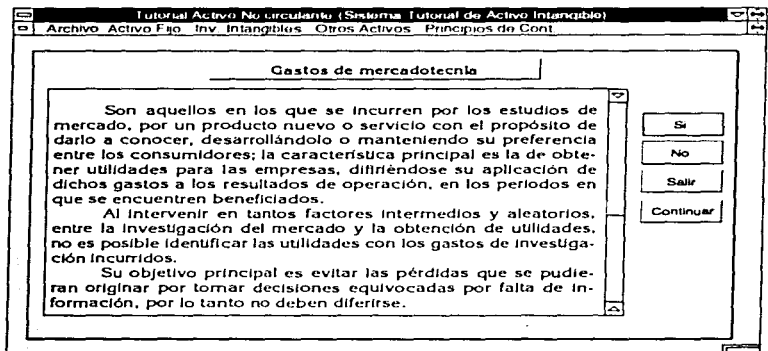 Tutorial Activo No circulante (Sistema Tutorial de Activo Intangible)
Archivo Activo Fijo Inv. Intangibles Otros Activos Principios de Cont.
Gastos de mercadotecnia
Son aquellos en los que se incurren por los estudios de
mercado, por un producto nuevo o servicio con el propósito de
darlo a conocer, desarrollándolo o manteniendo su preferencia
entre los consumidores; la característica principal es la de obte-
ner utilidades para las empresas, difiriéndose su aplicación de
dichos gastos a los resultados de operación, en los periodos en
que se encuentren beneficiados.
Al intervenir en tantos factores intermedios y aleatorios,
entre la investigación del mercado y la obtención de utilidades,
no es posible identificar las utilidades con los gastos de investiga-
ción incurridos.
Su objetivo principal es evitar las pérdidas que se pudie-
ran originar por tomar decisiones equivocadas por falta de in-
formación, por lo tanto no deben diferirse.
Si
No
Salir
Continuar